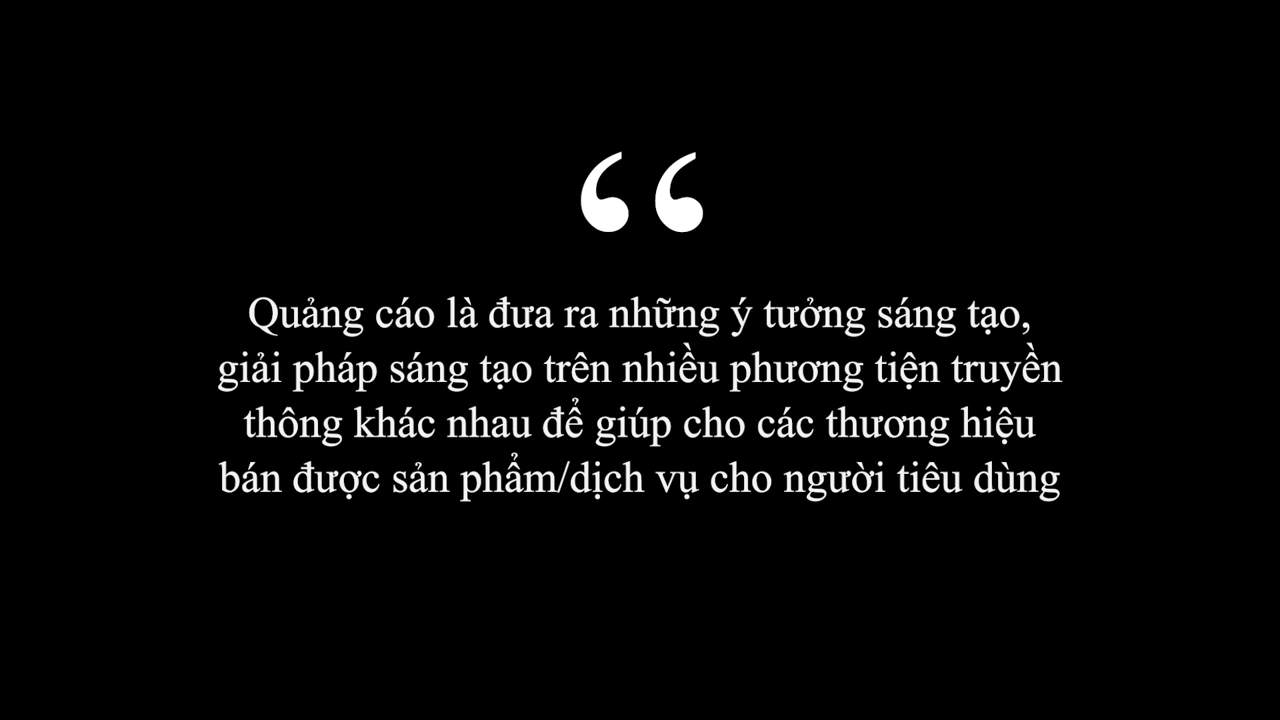 “
Quảng cáo là đưa ra những ý tưởng sáng tạo,
giải pháp sáng tạo trên nhiều phương tiện truyền
thông khác nhau để giúp cho các thương hiệu
bán được sản phẩm/dịch vụ cho người tiêu dùng